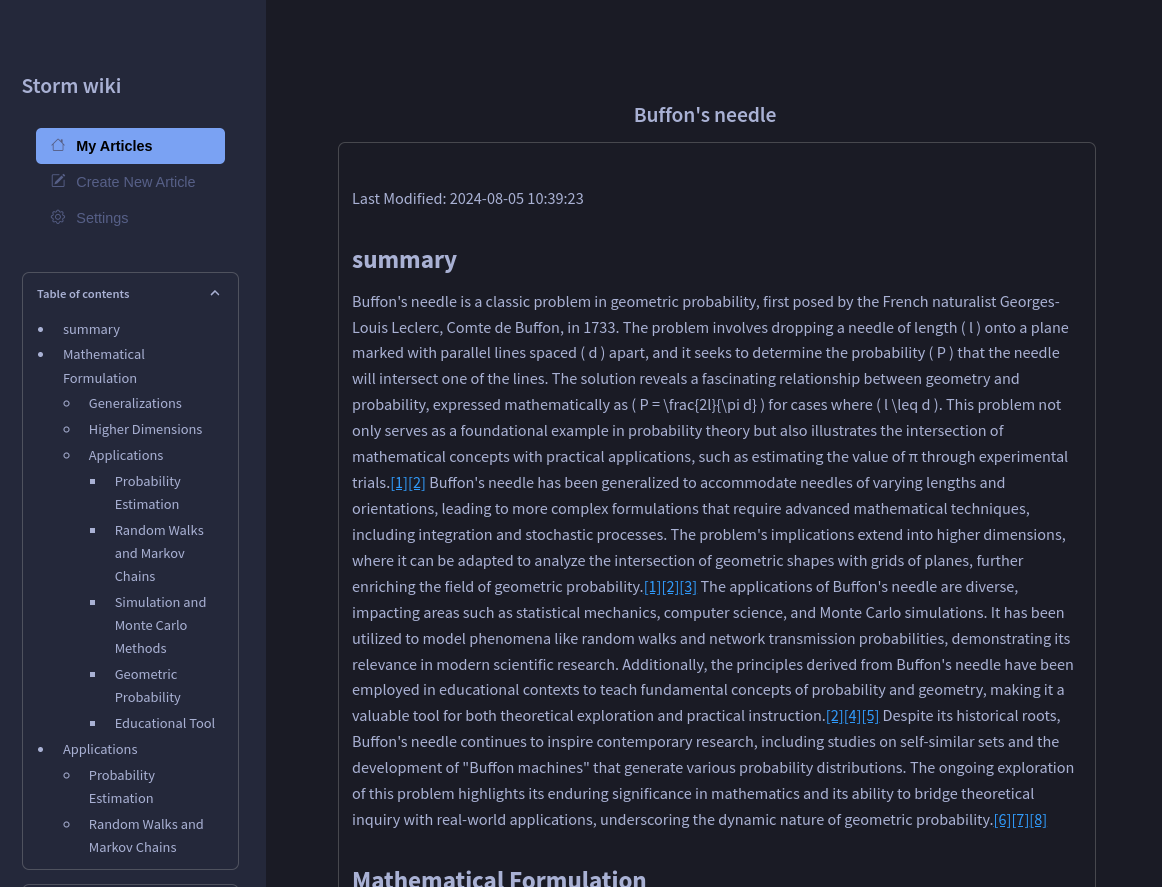 Storm wiki
My Articles
Create New Article
Settings
Table of contents
summary
Mathematical
Formulation
Generalizations
Higher Dimensions
Applications
Probability
Estimation
Random Walks
and Markov
Chains
Simulation and
Monte Carlo
Methods
Geometric
Probability
Educational Tool
Applications
Probability
Estimation
Random Walks and
Markov Chains
Buffon's needle
Last Modified: 2024-08-05 10:39:23
summary
Buffon's needle is a classic problem in geometric probability, first posed by the French naturalist Georges-
Louis Leclerc, Comte de Buffon, in 1733. The problem involves dropping a needle of length ( l ) onto a plane
marked with parallel lines spaced ( d ) apart, and it seeks to determine the probability ( P ) that the needle
will intersect one of the lines. The solution reveals a fascinating relationship between geometry and
probability, expressed mathematically as ( P = \frac{2l}{\pi d} ) for cases where ( l \leq d ). This problem not
only serves as a foundational example in probability theory but also illustrates the intersection of
mathematical concepts with practical applications, such as estimating the value of π through experimental
trials.[1][2] Buffon's needle has been generalized to accommodate needles of varying lengths and
orientations, leading to more complex formulations that require advanced mathematical techniques,
including integration and stochastic processes. The problem's implications extend into higher dimensions,
where it can be adapted to analyze the intersection of geometric shapes with grids of planes, further
enriching the field of geometric probability.[1][2][3] The applications of Buffon's needle are diverse,
impacting areas such as statistical mechanics, computer science, and Monte Carlo simulations. It has been
utilized to model phenomena like random walks and network transmission probabilities, demonstrating its
relevance in modern scientific research. Additionally, the principles derived from Buffon's needle have been
employed in educational contexts to teach fundamental concepts of probability and geometry, making it a
valuable tool for both theoretical exploration and practical instruction.[2][4][5] Despite its historical roots,
Buffon's needle continues to inspire contemporary research, including studies on self-similar sets and the
development of "Buffon machines" that generate various probability distributions. The ongoing exploration
of this problem highlights its enduring significance in mathematics and its ability to bridge theoretical
inquiry with real-world applications, underscoring the dynamic nature of geometric probability.[6][7][8]
Mathematical Formulation